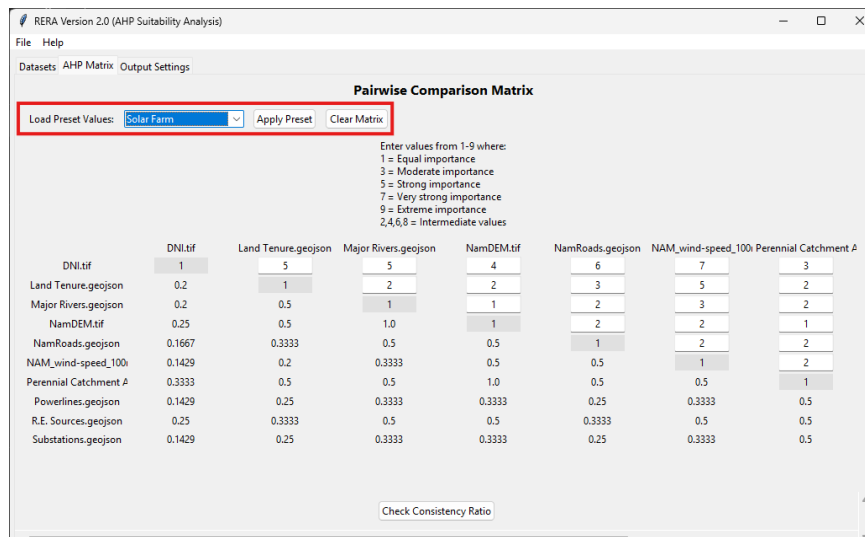 RERA Version 2.0 (AHP Suitability Analysis)
File Help
Datasets AHP Matrix Output Settings
Pairwise Comparison Matrix
Load Preset Values: Solar Farm Apply Preset Clear Matrix
Enter values from 1-9 where:
1 = Equal importance
3 = Moderate importance
5 = Strong importance
7 = Very strong importance
9 = Extreme importance
2,4,6,8 = Intermediate values
DNI.tif Land Tenure.geojson Major Rivers.geojson NamDEM.tif NamRoads.geojson NAM_wind-speed_100 Perennial Catchment A
DNI.tif 1 5 5 4 6 7 3
Land Tenure.geojson 0.2 1 2 2 3 5 2
Major Rivers.geojson 0.2 0.5 1 1 2 3 2
NamDEM.tif 0.25 0.5 1.0 1 2 2 1
NamRoads.geojson 0.1667 0.3333 0.5 0.5 1 2 2
NAM_wind-speed_100 0.1429 0.2 0.3333 0.5 0.5 1 2
Perennial Catchment A 0.3333 0.5 0.5 1.0 0.5 0.5 1
Powerlines.geojson 0.1429 0.25 0.3333 0.3333 0.25 0.3333 0.5
R.E. Sources.geojson 0.25 0.3333 0.5 0.5 0.3333 0.5 0.5
Substations.geojson 0.1429 0.25 0.3333 0.3333 0.25 0.3333 0.5
Check Consistency Ratio